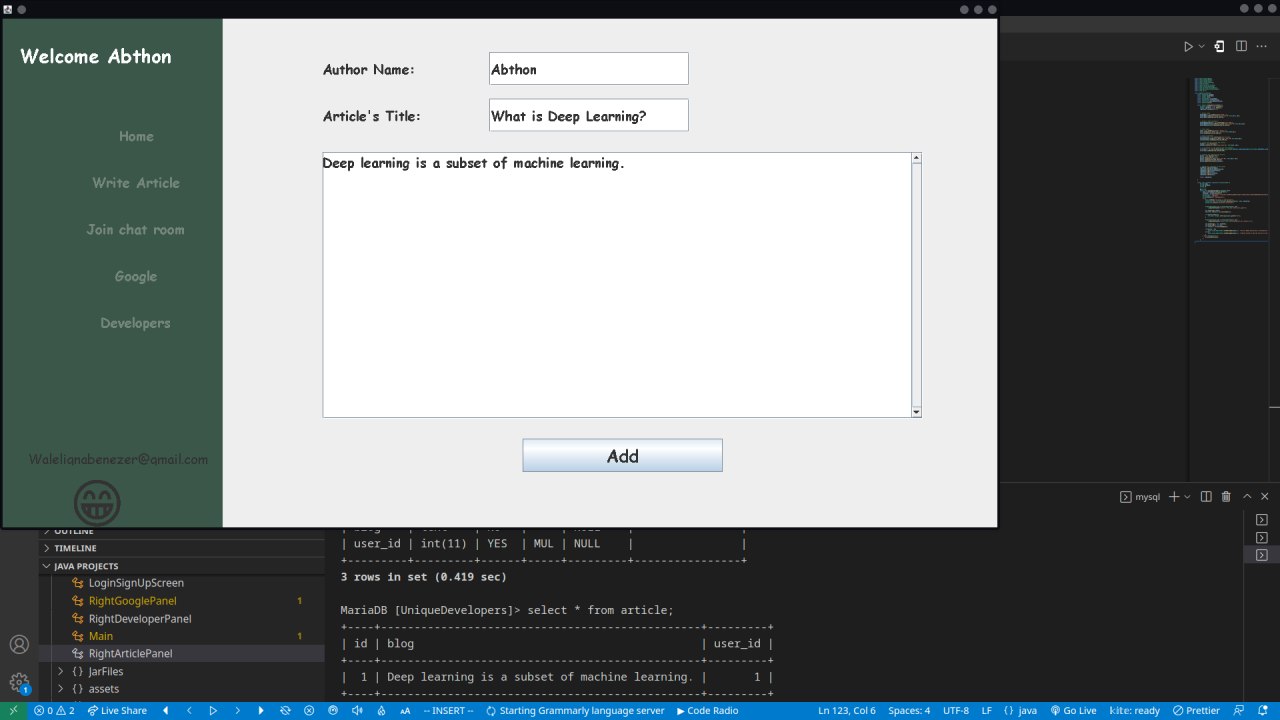 Welcome Abthon
Home
Write Article
Join chat room
Google
Developers
Waleliqnabenezer@gmail.com
Author Name:
Abthon
Article's Title:
What is Deep Learning?
Deep learning is a subset of machine learning.
Add
mysql
OUTLINE
TIMELINE
JAVA PROJECTS
LoginSignUpScreen
RightGooglePanel 1
RightDeveloperPanel
Main 1
RightArticlePanel
{ } JarFiles
{ } assets
| user_id | int(11) | YES | MUL | NULL | |
+---------+---------+-----+-----+---------+----------------+
3 rows in set (0.419 sec)
MariaDB [UniqueDevelopers]> select * from article;
+----+------------------------------------------------+---------+
| id | blog | user_id |
+----+------------------------------------------------+---------+
| 1 | Deep learning is a subset of machine learning. | 1 |
+----+------------------------------------------------+---------+
1
0 2 Live Share -- INSERT -- Starting Grammarly language server Code Radio Ln 123, Col 6 Spaces: 4 UTF-8 LF { } java Go Live kite: ready Prettier